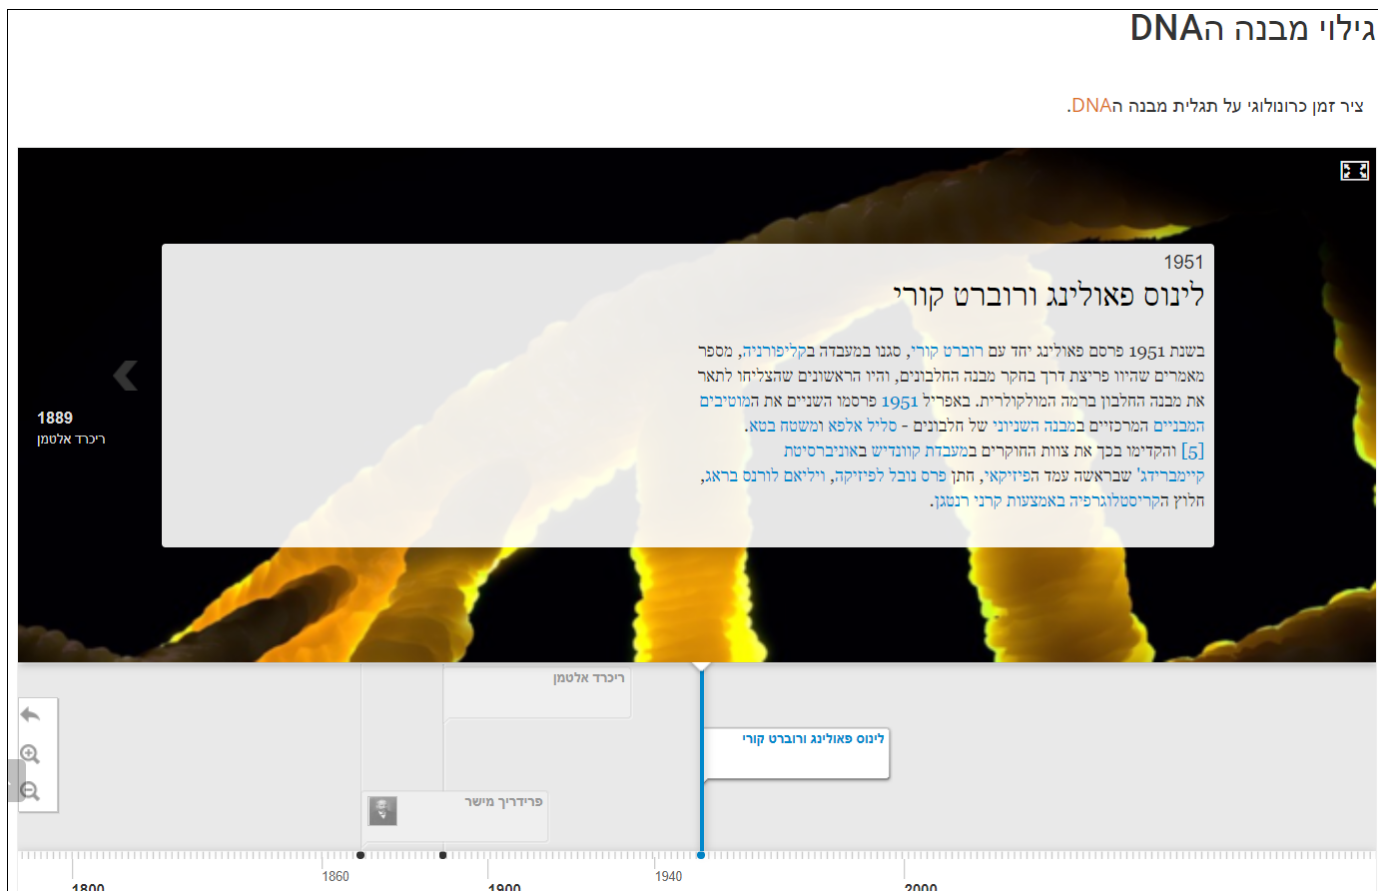 גילוי מבנה הDNA
ציר זמן כרונולוגי על תגלית מבנה הDNA.
1951
לינוס פאולינג ורוברט קורי
בשנת 1951 פרסם פאולינג יחד עם רוברט קורי, סגנו במעבדה בקליפורניה, מספר
מאמרים שהיוו פריצת דרך בחקר מבנה החלבונים, והיו הראשונים שהצליחו לתאר
את מבנה החלבון ברמה המולקולרית. באפריל 1951 פרסמו השניים את המוטיבים
המבניים המרכזיים במבנה השניוני של חלבונים - סליל אלפא ומשטח בטא.
[5] והקדימו בכך את צוות החוקרים במעבדת קוונדיש באוניברסיטת
קיימברידג' שבראשה עמד הפיזיקאי, חתן פרס נובל לפיזיקה, ויליאם לורנס בראג,
חלוץ הקריסטלוגרפיה באמצעות קרני רנטגן.
1889
ריכרד אלטמן
ריכרד אלטמן
לינוס פאולינג ורוברט קורי
פרידריך מישר
1860
1940
1800
1900
2000